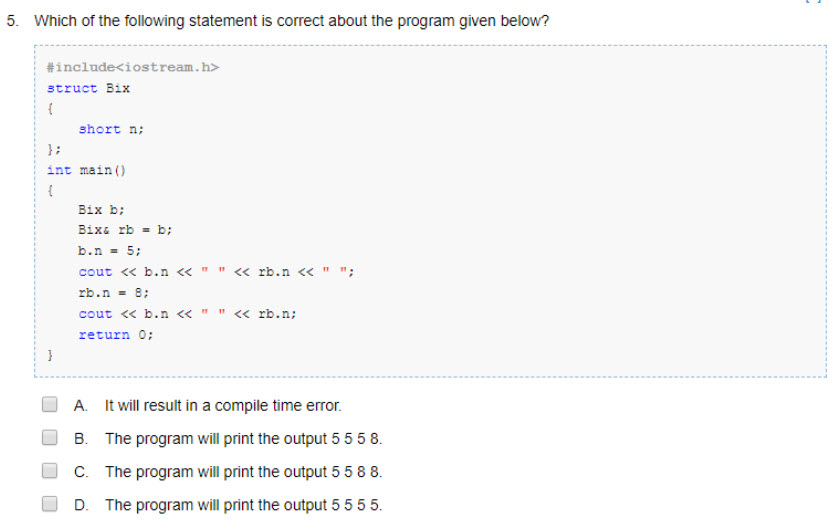 5. Which of the following statement is correct about the program given below?
#include<iostream.h>
struct Bix
{
    short n;
};
int main()
{
    Bix b;
    Bix& rb = b;
    b.n = 5;
    cout << b.n << " " << rb.n << " ";
    rb.n = 8;
    cout << b.n << " " << rb.n;
    return 0;
}
A. It will result in a compile time error.
B. The program will print the output 5 5 5 8.
C. The program will print the output 5 5 8 8.
D. The program will print the output 5 5 5 5.